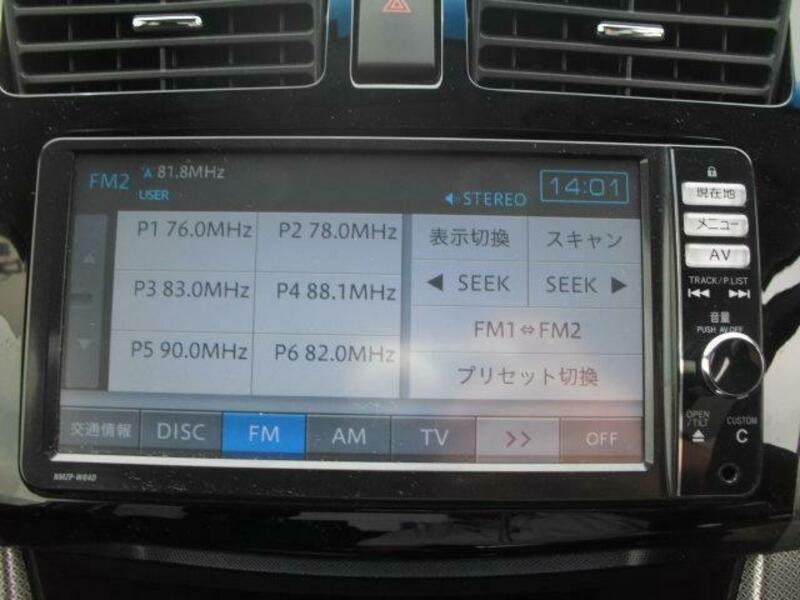 FM2 A 81.8MHz
USER
STEREO 14:01
P1 76.0MHz P2 78.0MHz
P3 83.0MHz P4 88.1MHz
P5 90.0MHz P6 82.0MHz
表示切換 スキャン
◀ SEEK SEEK ▶
FM1⇔FM2
プリセット切換
交通情報 DISC FM AM TV >> OFF
NMZP-W64D
現在地
メニュー
AV
TRACK/P.LIST
音量
PUSH AV OFF
OPEN
/TILT
CUSTOM
C